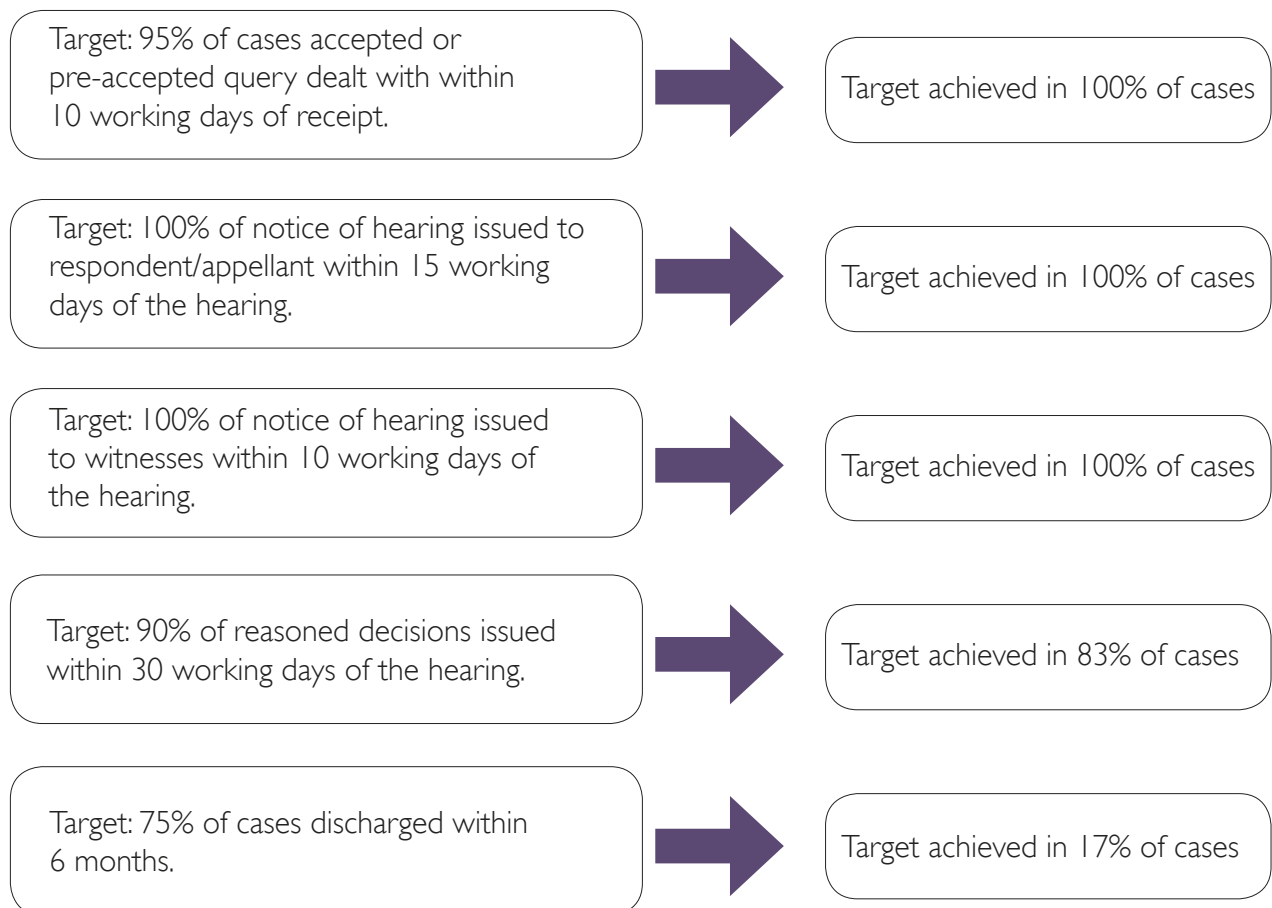 Target: 95% of cases accepted or
pre-accepted query dealt with within
10 working days of receipt.
Target achieved in 100% of cases
Target: 100% of notice of hearing issued to
respondent/appellant within 15 working
days of the hearing.
Target achieved in 100% of cases
Target: 100% of notice of hearing issued
to witnesses within 10 working days of
the hearing.
Target achieved in 100% of cases
Target: 90% of reasoned decisions issued
within 30 working days of the hearing.
Target achieved in 83% of cases
Target: 75% of cases discharged within
6 months.
Target achieved in 17% of cases